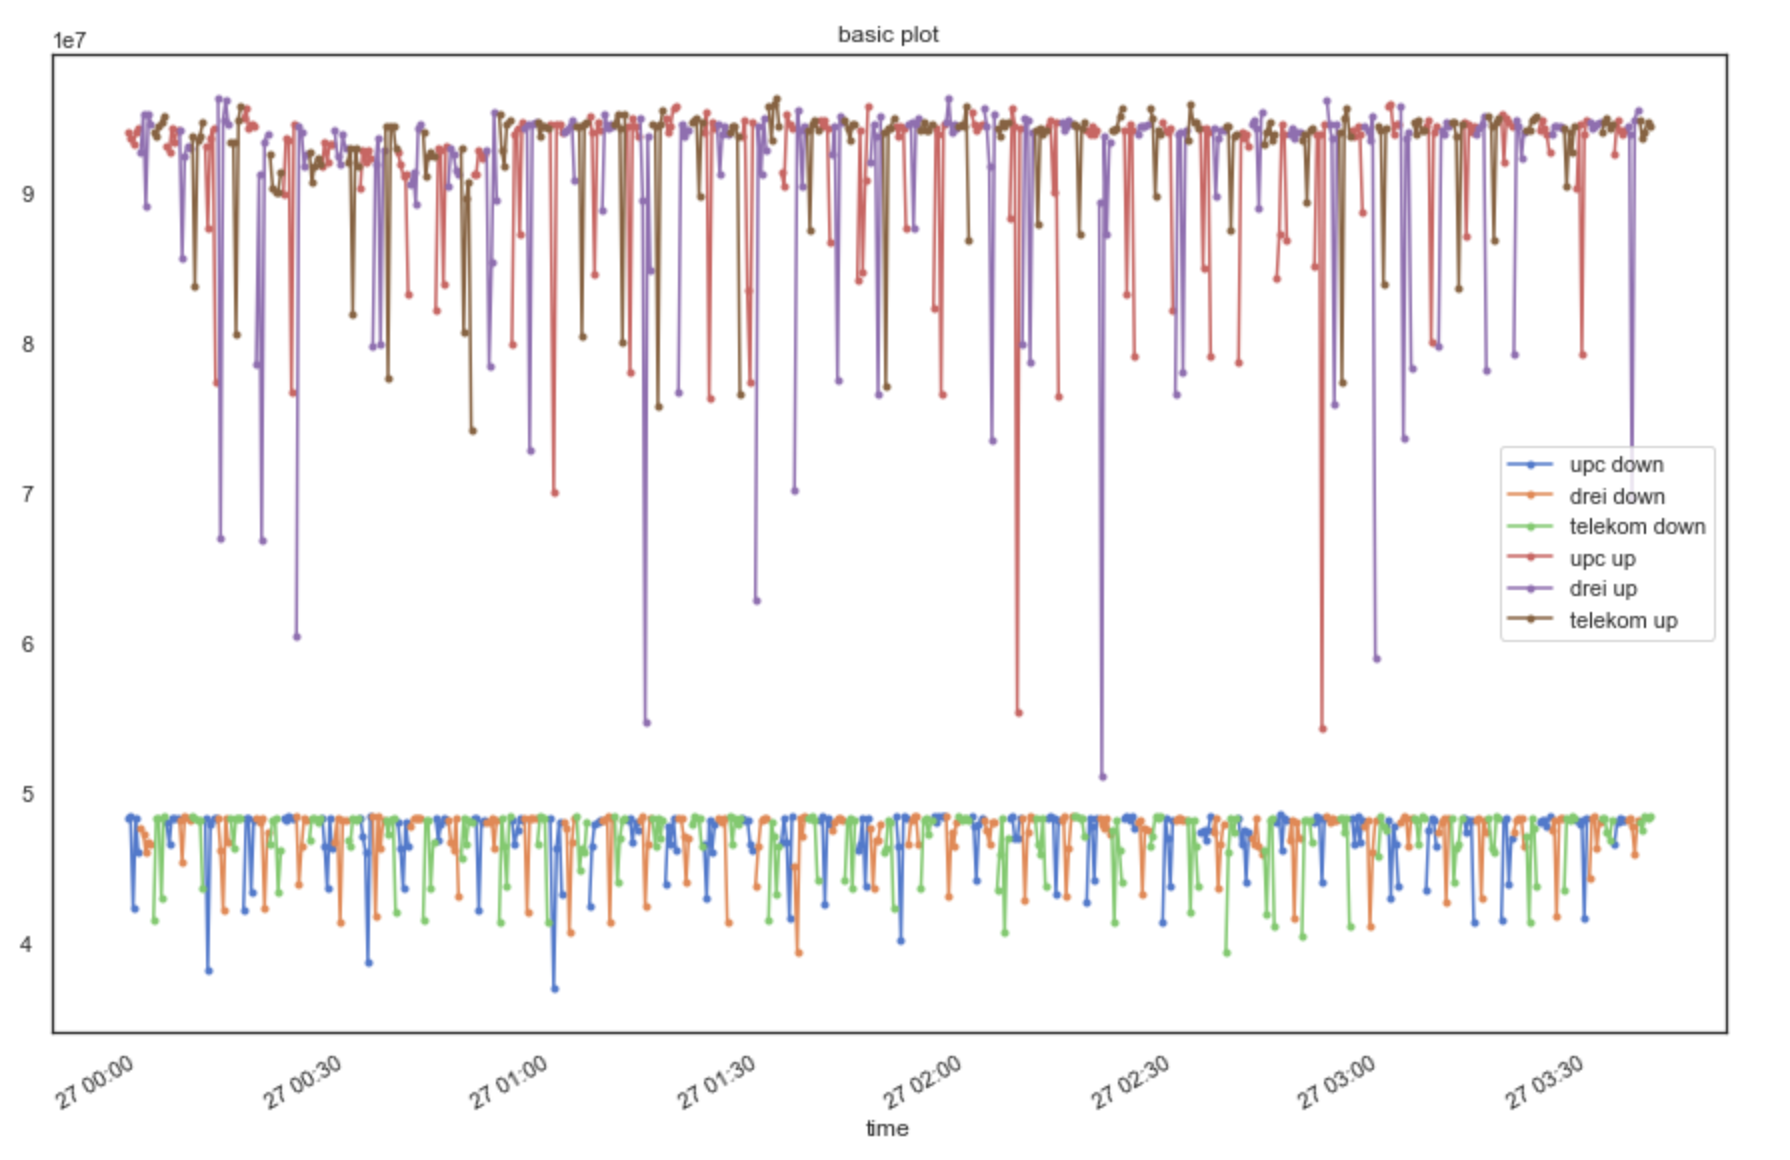 basic plot
1e7
9
8
7
6
5
4
upc down
drei down
telekom down
upc up
drei up
telekom up
27 00:00
27 00:30
27 01:00
27 01:30
27 02:00
27 02:30
27 03:00
27 03:30
time